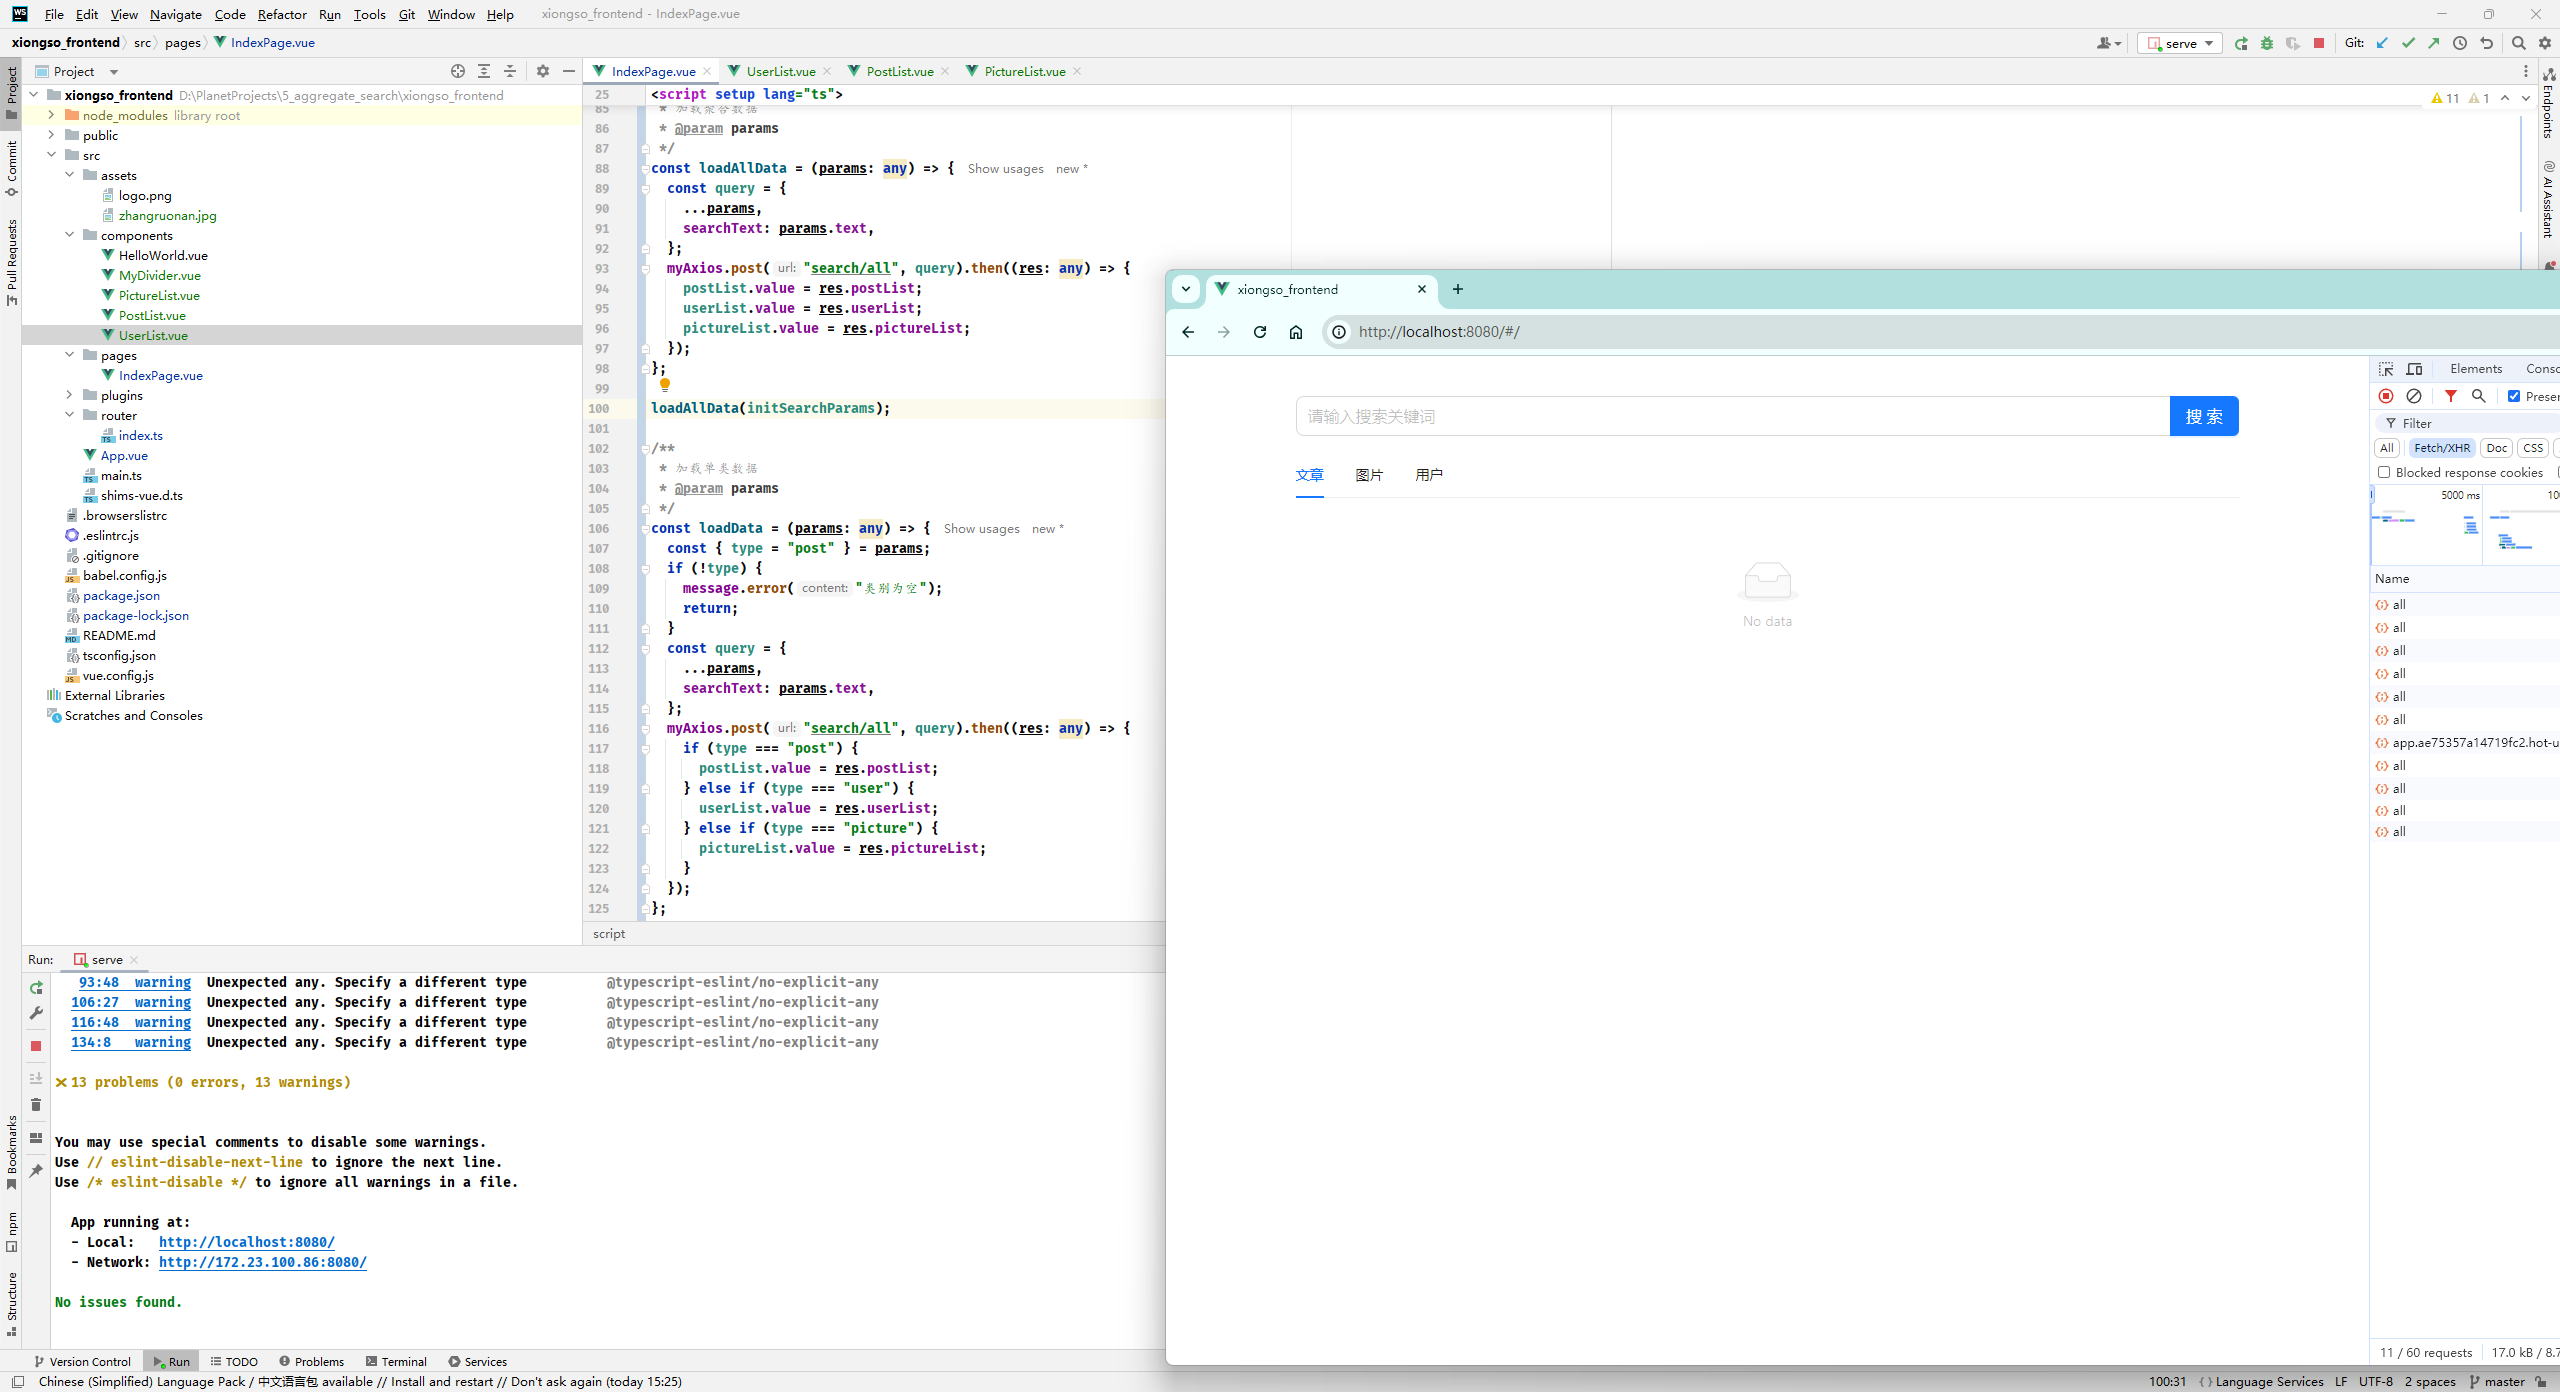 File Edit View Navigate Code Refactor Run Tools Git Window Help xiongso_frontend - IndexPage.vue
xiongso_frontend src pages IndexPage.vue
serve Git:
Project
IndexPage.vue UserList.vue PostList.vue PictureList.vue
xiongso_frontend D:\PlanetProjects\5_aggregate_search\xiongso_frontend
node_modules library root
public
src
assets
logo.png
zhangruonan.jpg
components
HelloWorld.vue
MyDivider.vue
PictureList.vue
PostList.vue
UserList.vue
pages
IndexPage.vue
plugins
router
index.ts
App.vue
main.ts
shims-vue.d.ts
.browserslistrc
.eslintrc.js
.gitignore
babel.config.js
package.json
package-lock.json
README.md
tsconfig.json
vue.config.js
External Libraries
Scratches and Consoles
Project
Commit
Pull Requests
Bookmarks
npm
Structure
Endpoints
AI Assistant
11 1
25 <script setup lang="ts">
85 * 加载聚合数据
86 * @param params
87 */
88 const loadAllData = (params: any) => { Show usages new *
89 const query = {
90 ...params,
91 searchText: params.text,
92 };
93 myAxios.post( url: "search/all", query).then((res: any) => {
94 postList.value = res.postList;
95 userList.value = res.userList;
96 pictureList.value = res.pictureList;
97 });
98 };
99
100 loadAllData(initSearchParams);
101
102 /**
103 * 加载单类数据
104 * @param params
105 */
106 const loadData = (params: any) => { Show usages new *
107 const { type = "post" } = params;
108 if (!type) {
109 message.error( content: "类别为空");
110 return;
111 }
112 const query = {
113 ...params,
114 searchText: params.text,
115 };
116 myAxios.post( url: "search/all", query).then((res: any) => {
117 if (type === "post") {
118 postList.value = res.postList;
119 } else if (type === "user") {
120 userList.value = res.userList;
121 } else if (type === "picture") {
122 pictureList.value = res.pictureList;
123 }
124 });
125 };
script
xiongso_frontend
http://localhost:8080/#/
请输入搜索关键词 搜 索
文章 图片 用户
No data
Elements Conso
Preser
Filter
All Fetch/XHR Doc CSS
Blocked response cookies
5000 ms 100
Name
all
all
all
all
all
all
app.ae75357a14719fc2.hot-u
all
all
all
all
11 / 60 requests 17.0 kB / 8.7
Run: serve
93:48 warning Unexpected any. Specify a different type @typescript-eslint/no-explicit-any
106:27 warning Unexpected any. Specify a different type @typescript-eslint/no-explicit-any
116:48 warning Unexpected any. Specify a different type @typescript-eslint/no-explicit-any
134:8 warning Unexpected any. Specify a different type @typescript-eslint/no-explicit-any
✕ 13 problems (0 errors, 13 warnings)
You may use special comments to disable some warnings.
Use // eslint-disable-next-line to ignore the next line.
Use /* eslint-disable */ to ignore all warnings in a file.
App running at:
- Local: http://localhost:8080/
- Network: http://172.23.100.86:8080/
No issues found.
Version Control Run TODO Problems Terminal Services
Chinese (Simplified) Language Pack / 中文语言包 available // Install and restart // Don't ask again (today 15:25)
100:31 Language Services LF UTF-8 2 spaces master